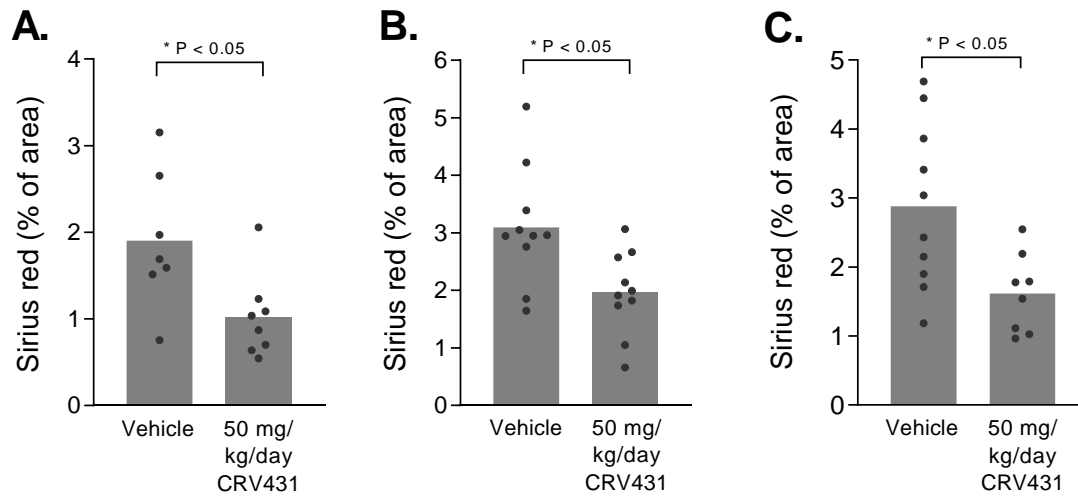 A.
* P < 0.05
Sirius red (% of area)
4
3
2
1
0
Vehicle
50 mg/
kg/day
CRV431
B.
* P < 0.05
Sirius red (% of area)
6
5
4
3
2
1
0
Vehicle
50 mg/
kg/day
CRV431
C.
* P < 0.05
Sirius red (% of area)
5
4
3
2
1
0
Vehicle
50 mg/
kg/day
CRV431